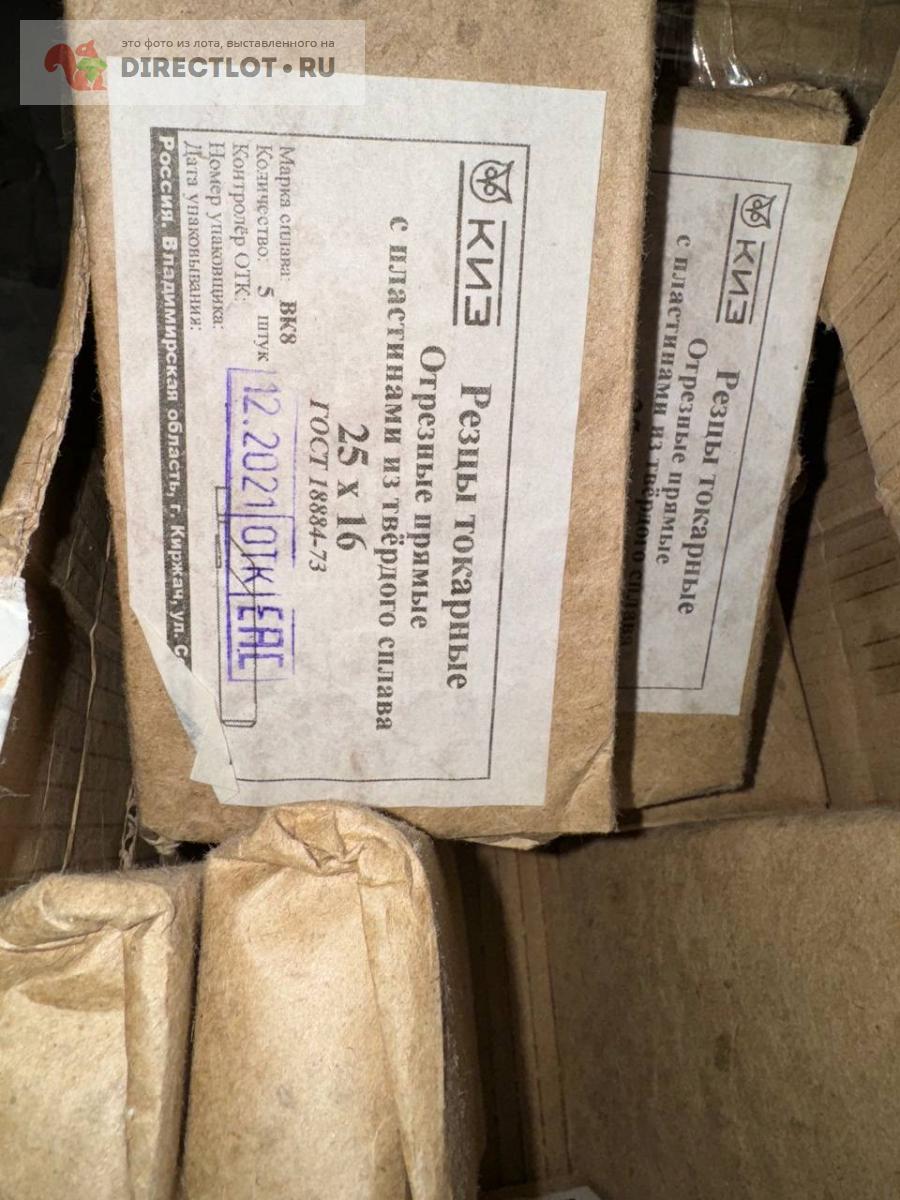 это фото из лота, выставленного на
DIRECTLOT•RU
КИЗ Резцы токарные
Отрезные прямые
с пластинами из твёрдого сплава
25 х 16
ГОСТ 18884-73
Марка сплава: ВК8
Количество: 5 штук
Контролёр ОТК:
Номер упаковщика:
Дата упаковывания:
12.2021 ОТК ЕАС
Россия. Владимирская область, г. Киржач, ул. С
КИЗ Резцы токарные
Отрезные прямые
с пластинами из твёрдого сплава